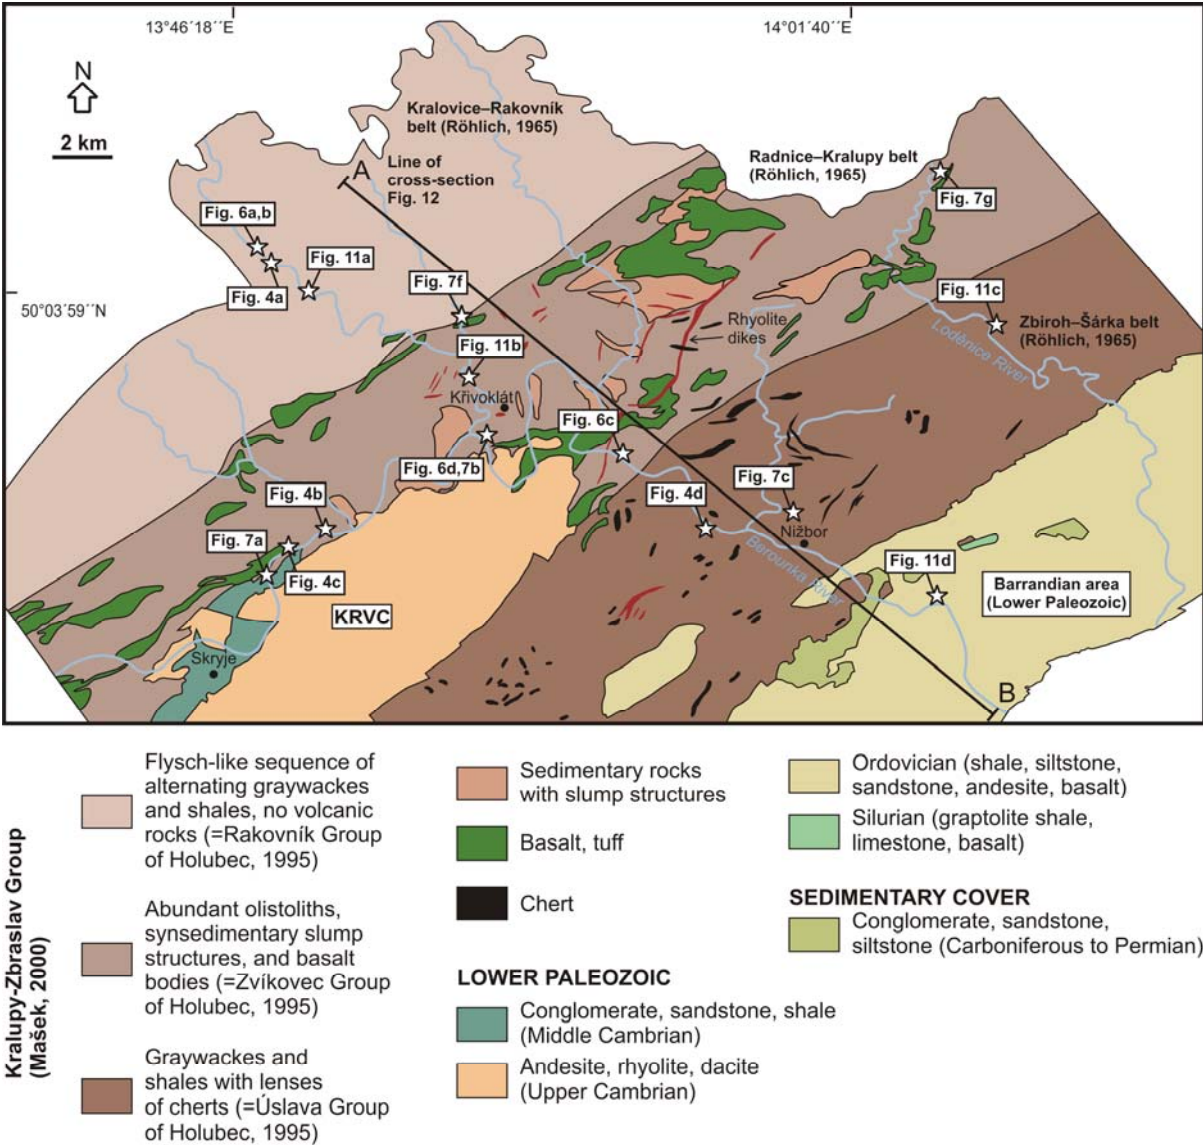 13°46´18´´E
14°01´40´´E
N
2 km
Kralovice–Rakovník
belt (Röhlich, 1965)
A
Line of
cross-section
Fig. 12
Radnice–Kralupy belt
(Röhlich, 1965)
Fig. 7g
Fig. 6a,b
Fig. 11a
Fig. 4a
Fig. 7f
Fig. 11c
50°03´59´´N
Rhyolite
dikes
Zbiroh–Šárka belt
(Röhlich, 1965)
Loděnice River
Fig. 11b
Křivoklát
Fig. 6c
Fig. 6d,7b
Fig. 7c
Fig. 4b
Fig. 4d
Nižbor
Fig. 7a
Fig. 4c
Berounka River
Fig. 11d
Barrandian area
(Lower Paleozoic)
KRVC
Skryje
B
Kralupy-Zbraslav Group
(Mašek, 2000)
Flysch-like sequence of
alternating graywackes
and shales, no volcanic
rocks (=Rakovník Group
of Holubec, 1995)
Abundant olistoliths,
synsedimentary slump
structures, and basalt
bodies (=Zvíkovec Group
of Holubec, 1995)
Graywackes and
shales with lenses
of cherts (=Úslava Group
of Holubec, 1995)
Sedimentary rocks
with slump structures
Basalt, tuff
Chert
LOWER PALEOZOIC
Conglomerate, sandstone, shale
(Middle Cambrian)
Andesite, rhyolite, dacite
(Upper Cambrian)
Ordovician (shale, siltstone,
sandstone, andesite, basalt)
Silurian (graptolite shale,
limestone, basalt)
SEDIMENTARY COVER
Conglomerate, sandstone,
siltstone (Carboniferous to Permian)